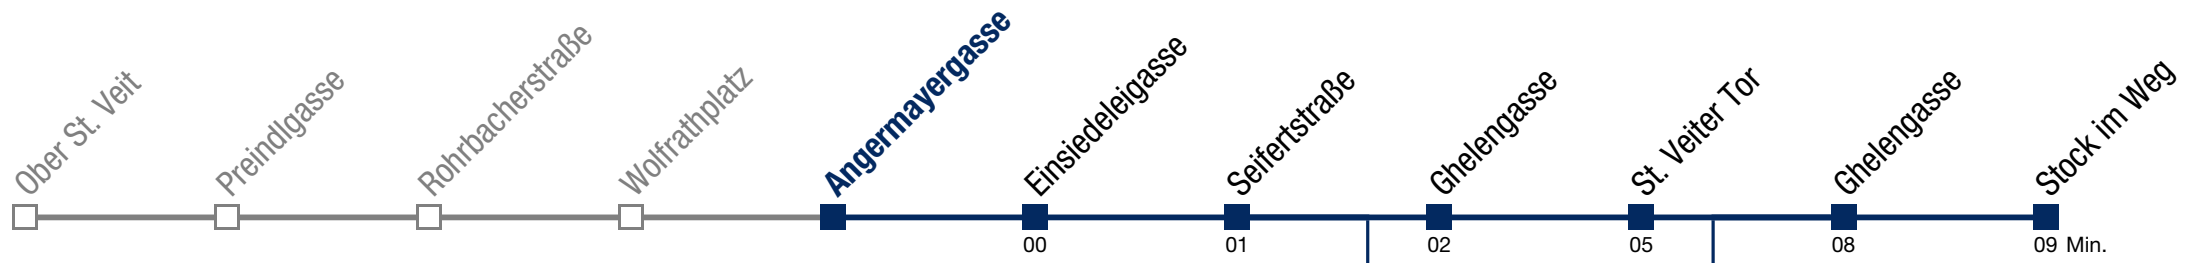 Ober St. Veit
Preindlgasse
Rohrbacherstraße
Wolfrathplatz
Angermayergasse
Einsiedeleigasse
Seifertstraße
Ghelengasse
St. Veiter Tor
Ghelengasse
Stock im Weg
00
01
02
05
08
09 Min.